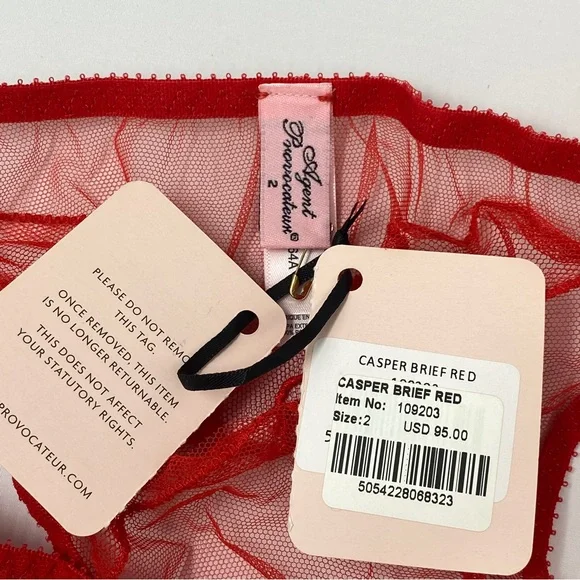 Agent
Provocateur®
2
PLEASE DO NOT REMOVE
THIS TAG.
ONCE REMOVED, THIS ITEM
IS NO LONGER RETURNABLE.
THIS DOES NOT AFFECT
YOUR STATUTORY RIGHTS.
PROVOCATEUR.COM
CASPER BRIEF RED
CASPER BRIEF RED
Item No: 109203
Size:2 USD 95.00
5054228068323